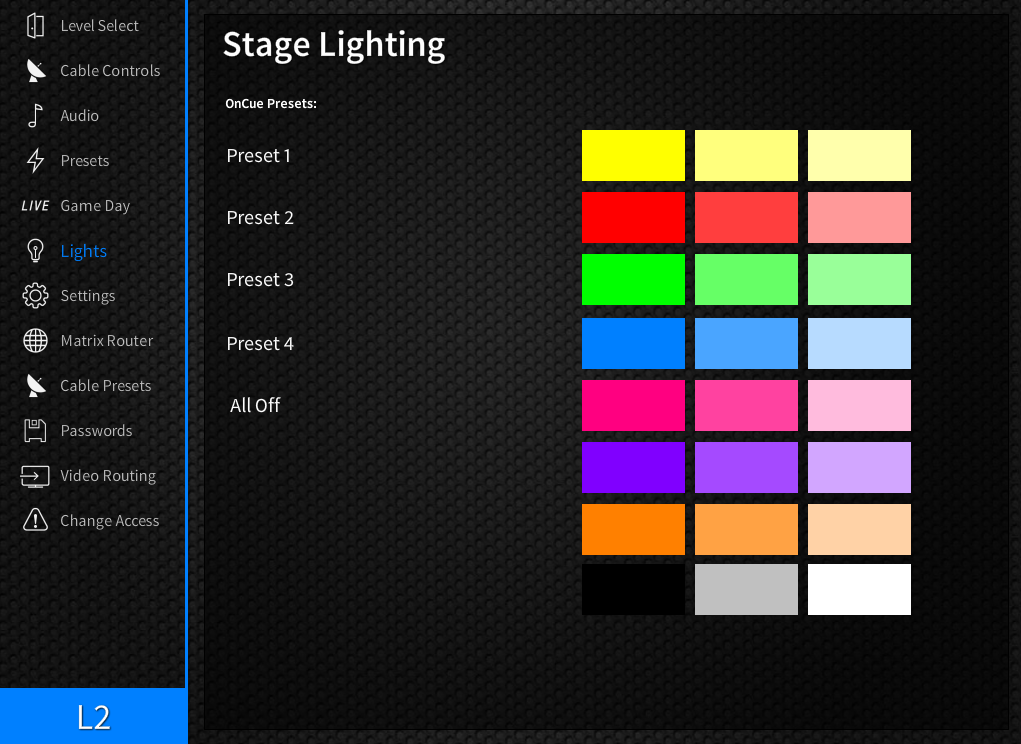 Level Select
Cable Controls
Audio
Presets
LIVE Game Day
Lights
Settings
Matrix Router
Cable Presets
Passwords
Video Routing
Change Access
L2
Stage Lighting
OnCue Presets:
Preset 1
Preset 2
Preset 3
Preset 4
All Off